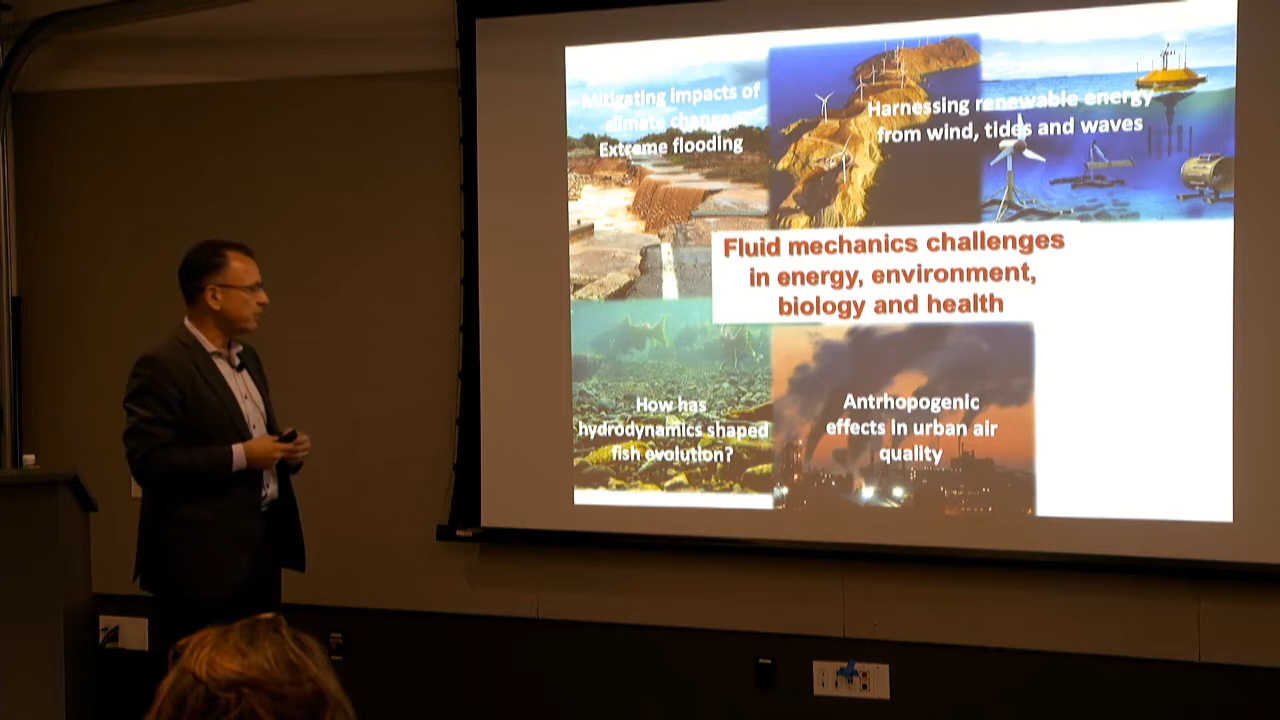 Mitigating impacts of
climate change:
Extreme flooding
Harnessing renewable energy
from wind, tides and waves
Fluid mechanics challenges
in energy, environment,
biology and health
How has
hydrodynamics shaped
fish evolution?
Antrhopogenic
effects in urban air
quality